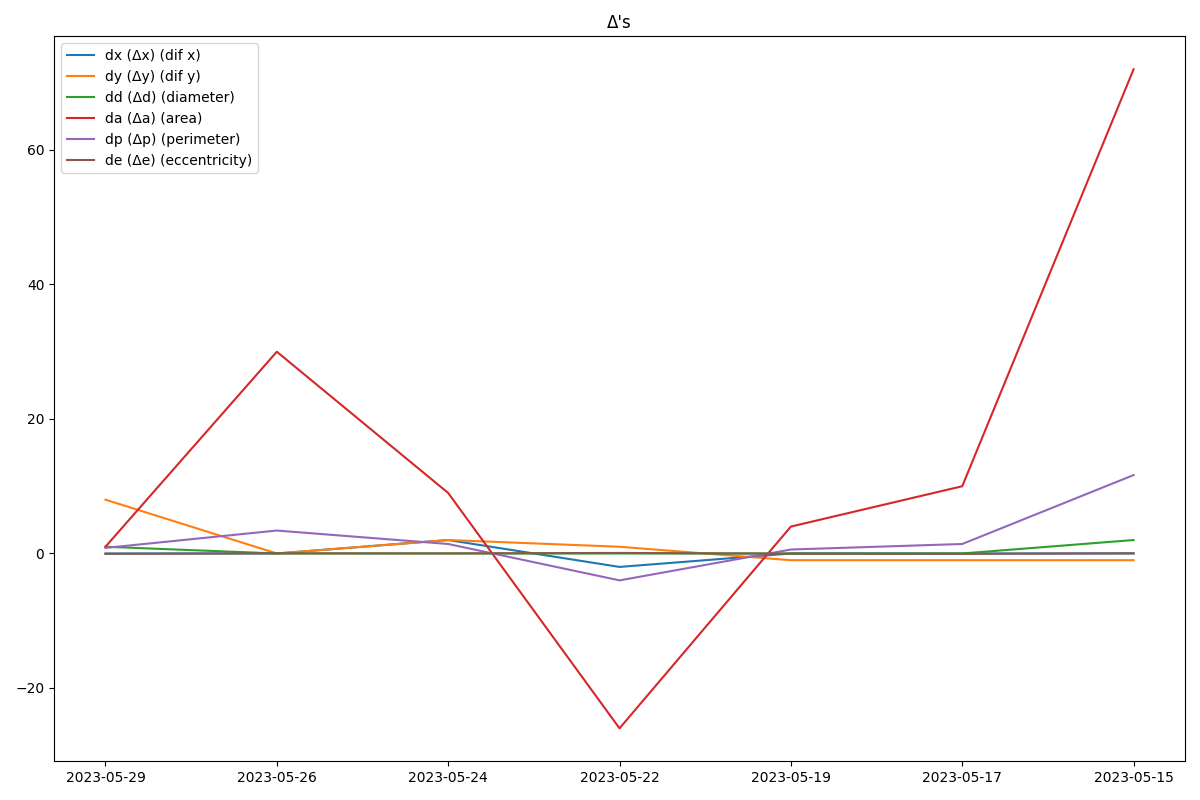 Δ's
dx (Δx) (dif x)
dy (Δy) (dif y)
dd (Δd) (diameter)
da (Δa) (area)
dp (Δp) (perimeter)
de (Δe) (eccentricity)
60
40
20
0
−20
2023-05-29 2023-05-26 2023-05-24 2023-05-22 2023-05-19 2023-05-17 2023-05-15